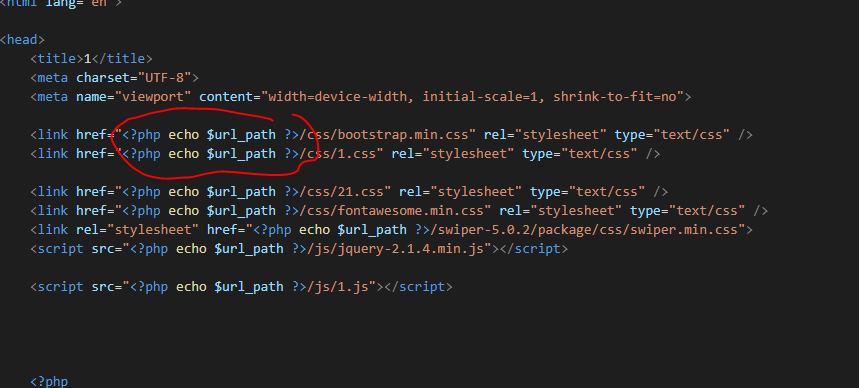 <html lang="en">
<head>
<title>1</title>
<meta charset="UTF-8">
<meta name="viewport" content="width=device-width, initial-scale=1, shrink-to-fit=no">
<link href="<?php echo $url_path ?>/css/bootstrap.min.css" rel="stylesheet" type="text/css" />
<link href="<?php echo $url_path ?>/css/1.css" rel="stylesheet" type="text/css" />
<link href="<?php echo $url_path ?>/css/21.css" rel="stylesheet" type="text/css" />
<link href="<?php echo $url_path ?>/css/fontawesome.min.css" rel="stylesheet" type="text/css" />
<link rel="stylesheet" href="<?php echo $url_path ?>/swiper-5.0.2/package/css/swiper.min.css">
<script src="<?php echo $url_path ?>/js/jquery-2.1.4.min.js"></script>
<script src="<?php echo $url_path ?>/js/1.js"></script>
<?php